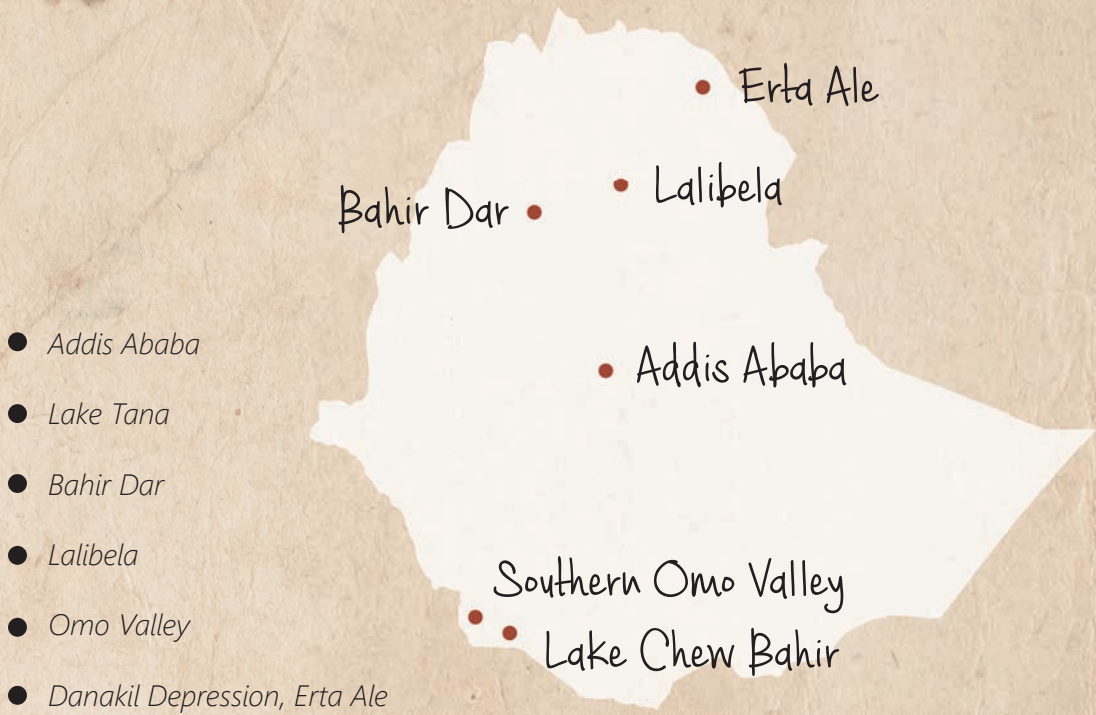 Erta Ale
Lalibela
Bahir Dar
Addis Ababa
Southern Omo Valley
Lake Chew Bahir
Addis Ababa
Lake Tana
Bahir Dar
Lalibela
Omo Valley
Danakil Depression, Erta Ale